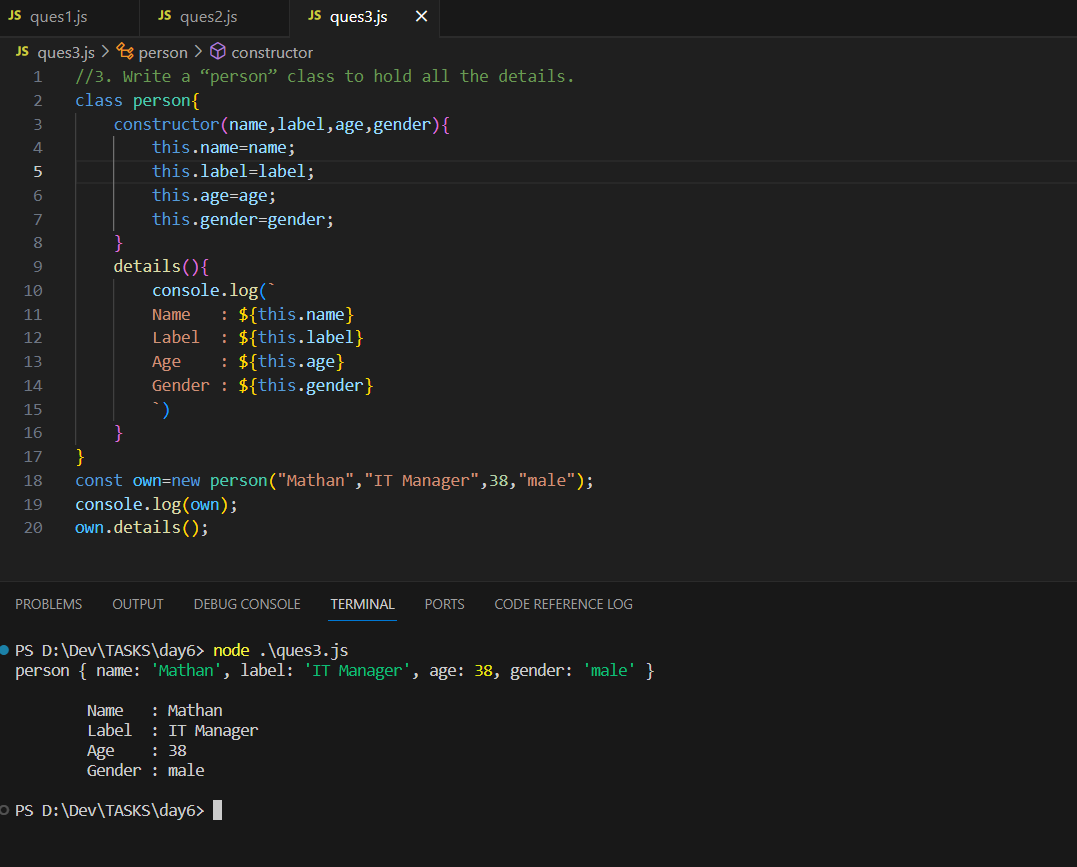 JS ques1.js JS ques2.js JS ques3.js ×
JS ques3.js > person > constructor
1 //3. Write a “person” class to hold all the details.
2 class person{
3     constructor(name,label,age,gender){
4         this.name=name;
5         this.label=label;
6         this.age=age;
7         this.gender=gender;
8     }
9     details(){
10         console.log(`
11         Name   : ${this.name}
12         Label  : ${this.label}
13         Age    : ${this.age}
14         Gender : ${this.gender}
15         `)
16     }
17 }
18 const own=new person("Mathan","IT Manager",38,"male");
19 console.log(own);
20 own.details();
PROBLEMS OUTPUT DEBUG CONSOLE TERMINAL PORTS CODE REFERENCE LOG
PS D:\Dev\TASKS\day6> node .\ques3.js
person { name: 'Mathan', label: 'IT Manager', age: 38, gender: 'male' }
        Name   : Mathan
        Label  : IT Manager
        Age    : 38
        Gender : male
PS D:\Dev\TASKS\day6>